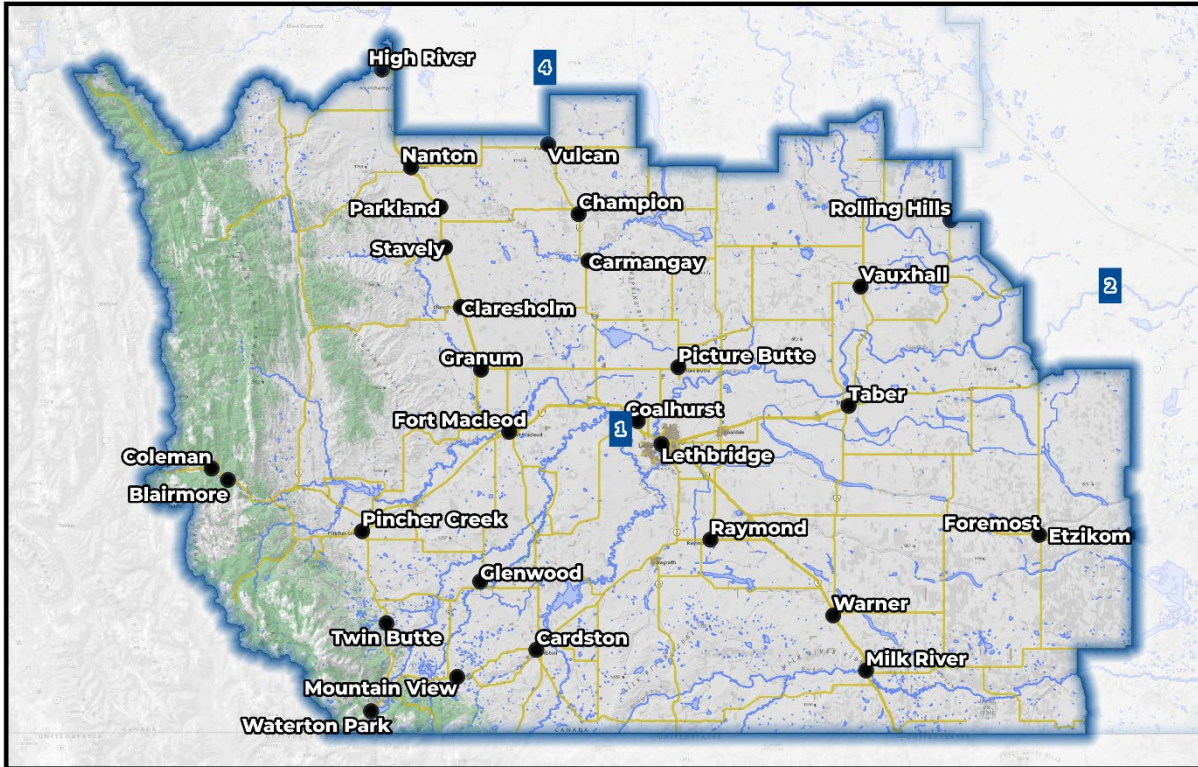 High River
4
Nanton
Vulcan
Parkland
Champion
Rolling Hills
Stavely
Carmangay
Vauxhall
2
Claresholm
Granum
Picture Butte
Taber
Fort Macleod
Coalhurst
1
Lethbridge
Coleman
Blairmore
Pincher Creek
Raymond
Foremost
Etzikom
Glenwood
Warner
Twin Butte
Cardston
Milk River
Mountain View
Waterton Park
CANADA